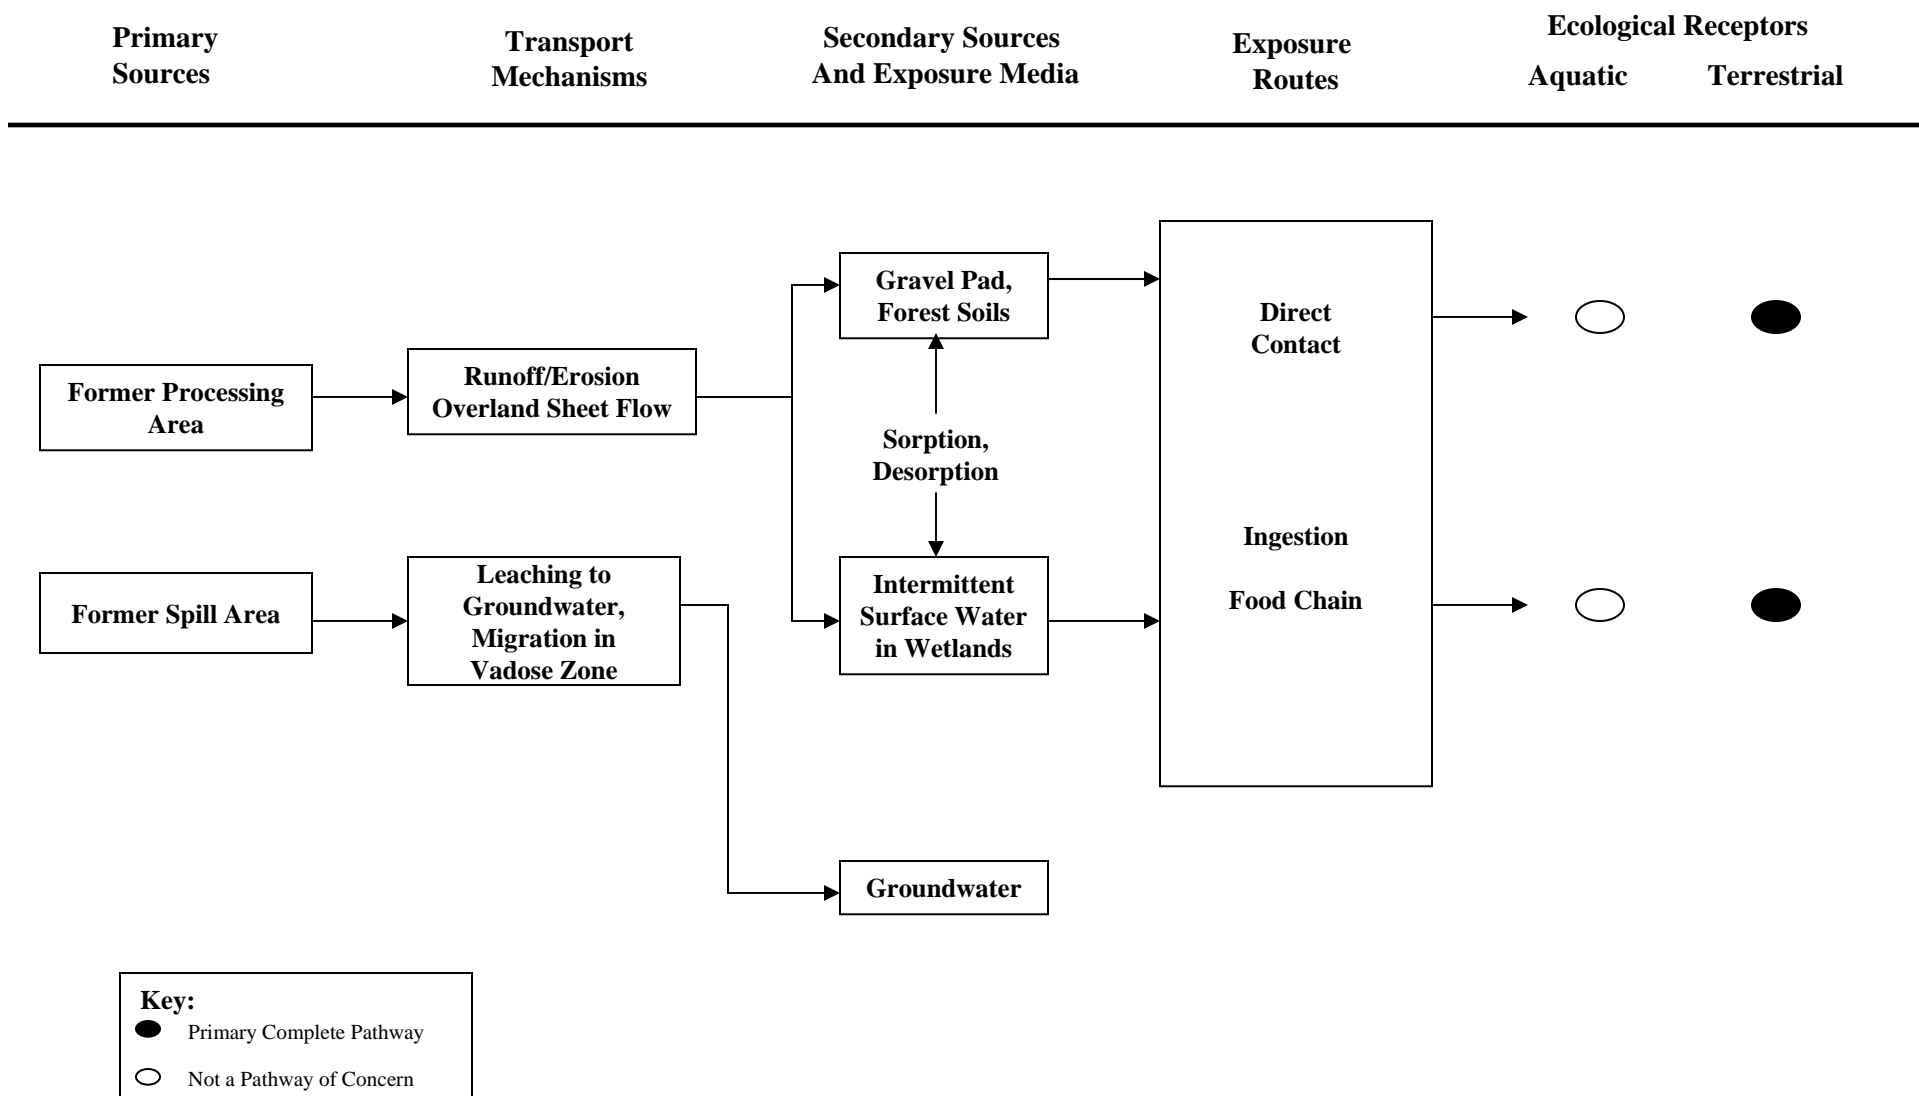 Primary
Sources
Transport
Mechanisms
Secondary Sources
And Exposure Media
Exposure
Routes
Ecological Receptors
Aquatic
Terrestrial
Former Processing
Area
Runoff/Erosion
Overland Sheet Flow
Gravel Pad,
Forest Soils
Sorption,
Desorption
Direct
Contact
Ingestion
Food Chain
Former Spill Area
Leaching to
Groundwater,
Migration in
Vadose Zone
Intermittent
Surface Water
in Wetlands
Groundwater
Key:
Primary Complete Pathway
Not a Pathway of Concern